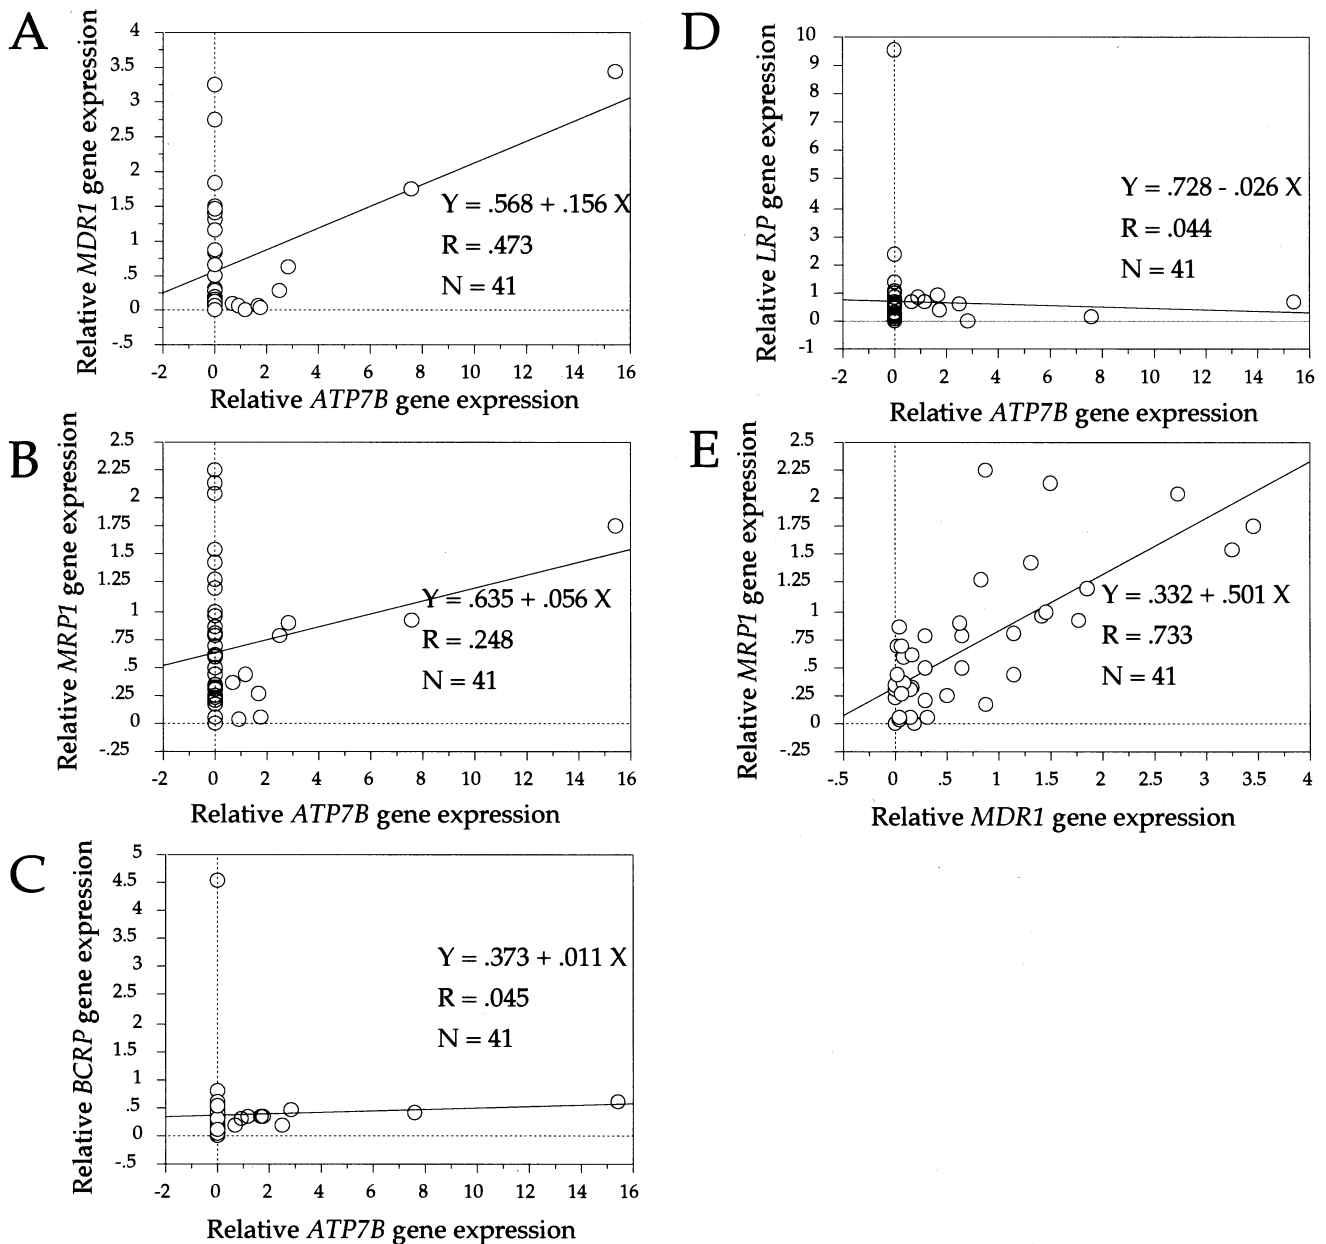 A
Relative MDR1 gene expression
4
3.5
3
2.5
2
1.5
1
.5
0
-.5
Y = .568 + .156 X
R = .473
N = 41
-2 0 2 4 6 8 10 12 14 16
Relative ATP7B gene expression
B
Relative MRP1 gene expression
2.5
2.25
2
1.75
1.5
1.25
1
.75
.5
.25
0
-.25
Y = .635 + .056 X
R = .248
N = 41
-2 0 2 4 6 8 10 12 14 16
Relative ATP7B gene expression
C
Relative BCRP gene expression
5
4.5
4
3.5
3
2.5
2
1.5
1
.5
0
-.5
Y = .373 + .011 X
R = .045
N = 41
-2 0 2 4 6 8 10 12 14 16
Relative ATP7B gene expression
D
Relative LRP gene expression
10
9
8
7
6
5
4
3
2
1
0
-1
Y = .728 - .026 X
R = .044
N = 41
-2 0 2 4 6 8 10 12 14 16
Relative ATP7B gene expression
E
Relative MRP1 gene expression
2.5
2.25
2
1.75
1.5
1.25
1
.75
.5
.25
0
-.25
Y = .332 + .501 X
R = .733
N = 41
-.5 0 .5 1 1.5 2 2.5 3 3.5 4
Relative MDR1 gene expression